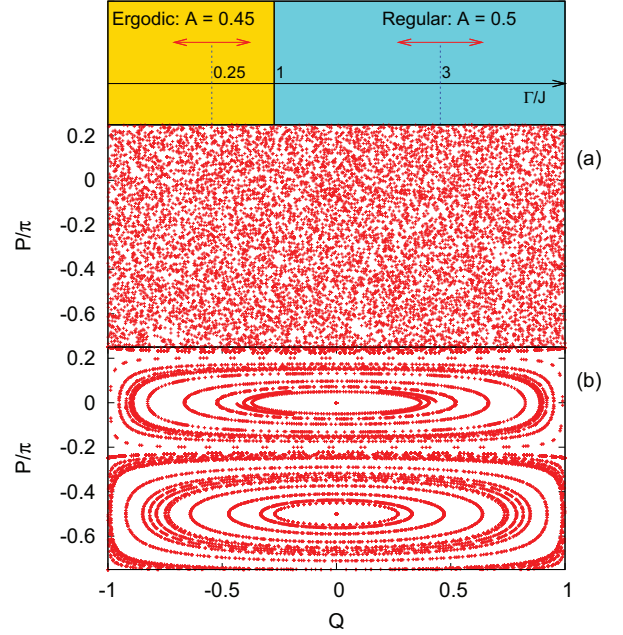 Ergodic: A = 0.45 Regular: A = 0.5
0.25 1 3
Γ/J
0.2
0
-0.2
-0.4
-0.6
P/π
(a)
0.2
0
-0.2
-0.4
-0.6
P/π
(b)
-1 -0.5 0 0.5 1
Q